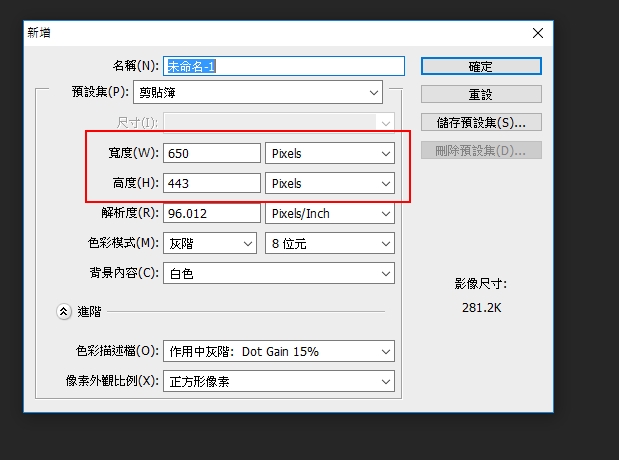 新增
名稱(N): 未命名-1
確定
預設集(P): 剪貼簿
重設
尺寸(I):
儲存預設集(S)...
寬度(W): 650 Pixels
刪除預設集(D)...
高度(H): 443 Pixels
解析度(R): 96.012 Pixels/Inch
色彩模式(M): 灰階 8 位元
背景內容(C): 白色
影像尺寸:
281.2K
進階
色彩描述檔(O): 作用中灰階: Dot Gain 15%
像素外觀比例(X): 正方形像素